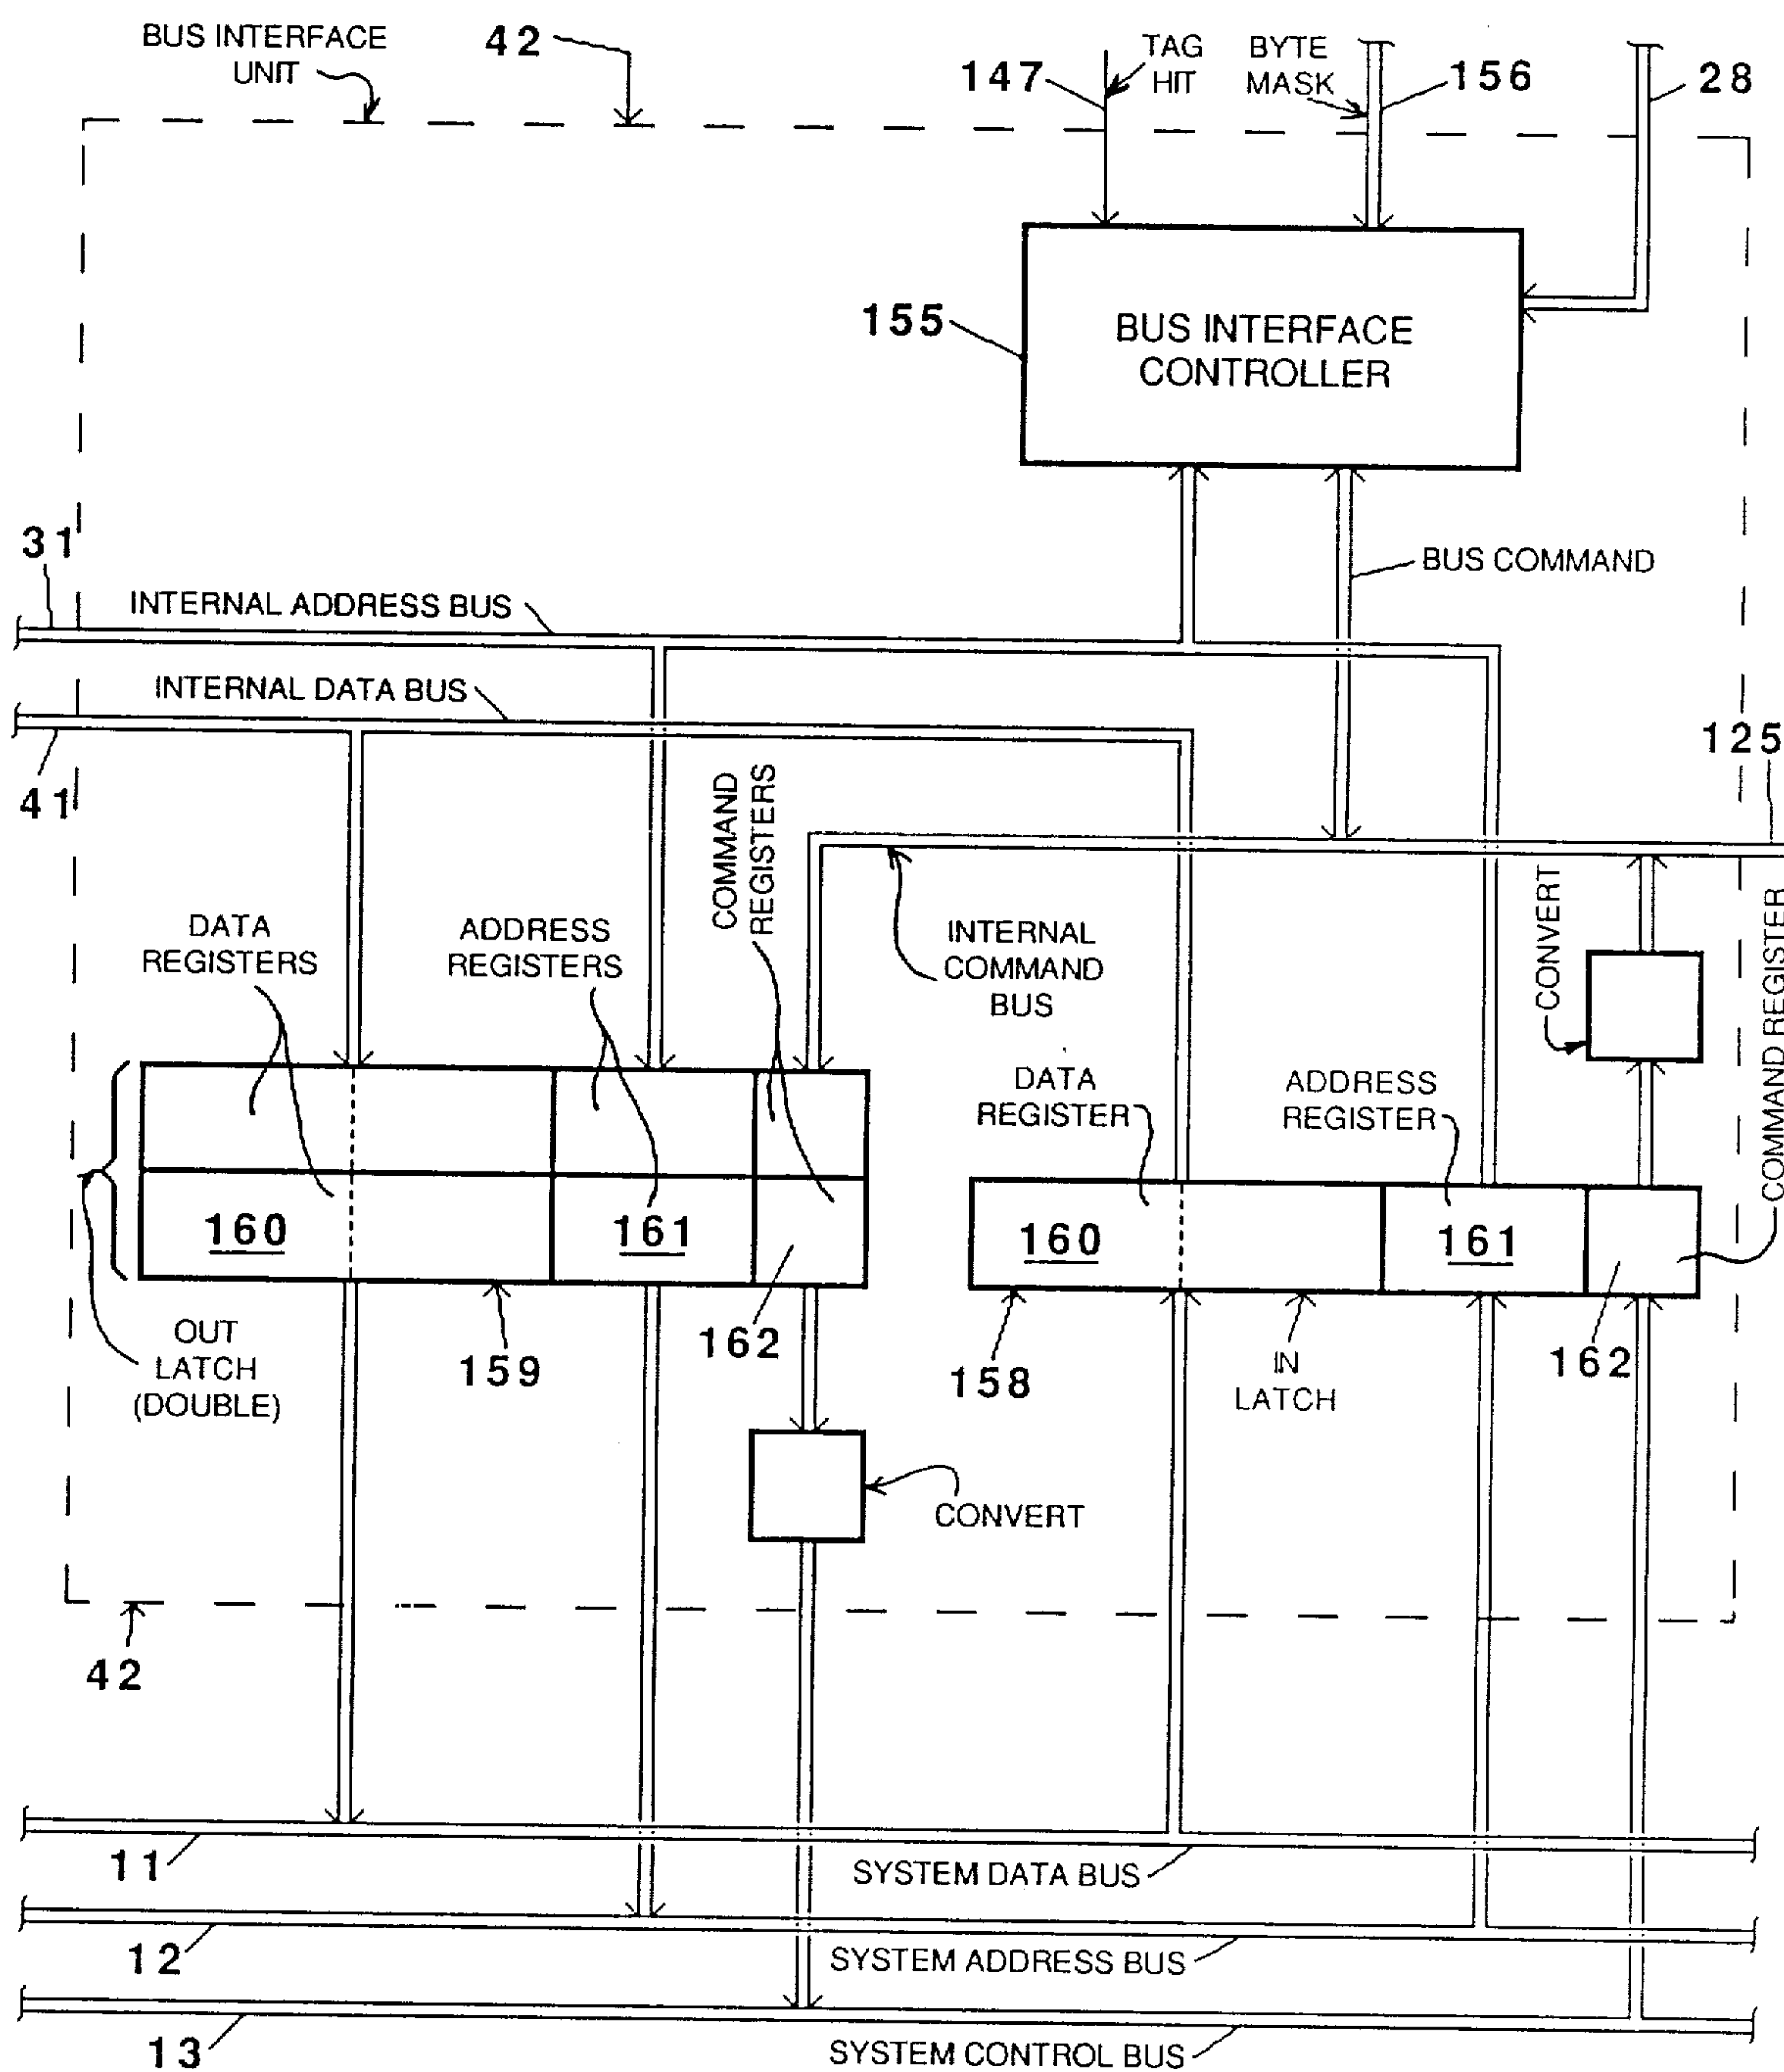 BUS INTERFACE
UNIT
42
TAG
HIT
147
BYTE
MASK
156
28
155
BUS INTERFACE
CONTROLLER
31
INTERNAL ADDRESS BUS
BUS COMMAND
INTERNAL DATA BUS
41
125
COMMAND
REGISTERS
DATA
REGISTERS
ADDRESS
REGISTERS
INTERNAL
COMMAND
BUS
CONVERT
COMMAND REGISTER
DATA
REGISTER
ADDRESS
REGISTER
160
161
160
161
OUT
LATCH
(DOUBLE)
159
162
158
IN
LATCH
162
CONVERT
42
11
SYSTEM DATA BUS
12
SYSTEM ADDRESS BUS
13
SYSTEM CONTROL BUS